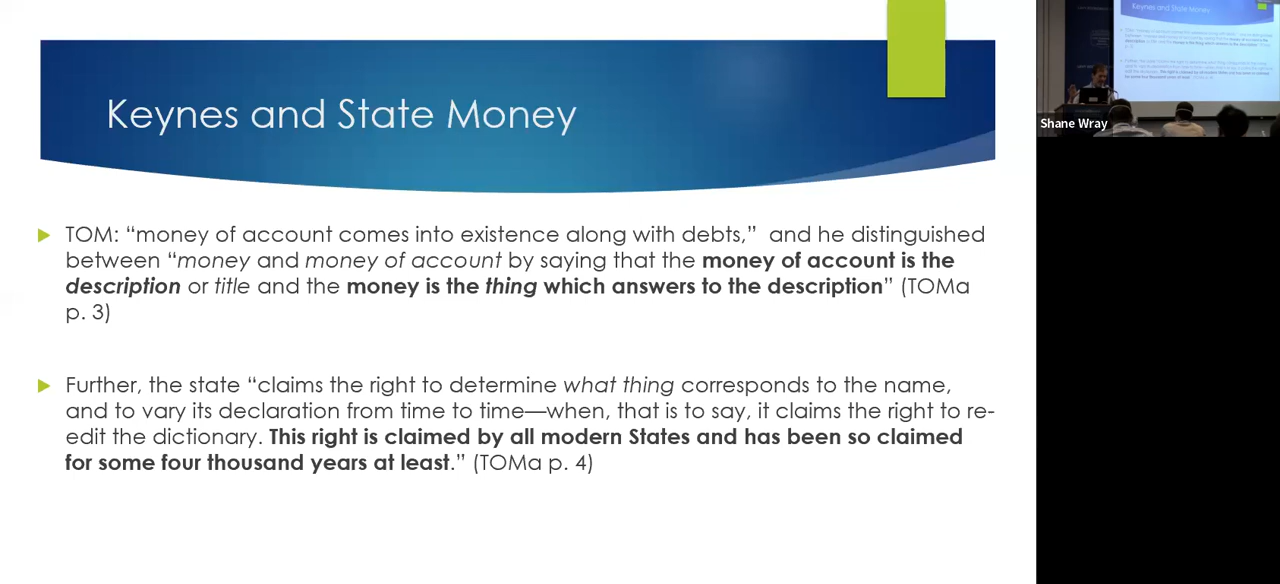 Keynes and State Money
TOM: “money of account comes into existence along with debts,”  and he distinguished
between “money and money of account by saying that the money of account is the
description or title and the money is the thing which answers to the description” (TOMa
p. 3)
Further, the state “claims the right to determine what thing corresponds to the name,
and to vary its declaration from time to time—when, that is to say, it claims the right to re-
edit the dictionary. This right is claimed by all modern States and has been so claimed
for some four thousand years at least.” (TOMa p. 4)
Keynes and State Money
Shane Wray